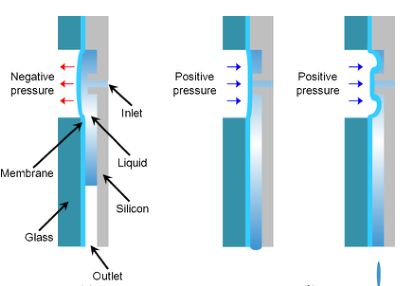 Negative
pressure
Inlet
Liquid
Membrane
Silicon
Glass
Outlet
Positive
pressure
Positive
pressure